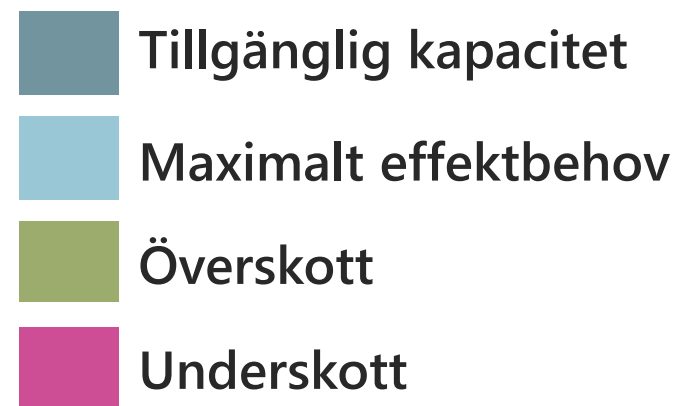 Tillgänglig kapacitet
Maximalt effektbehov
Överskott
Underskott